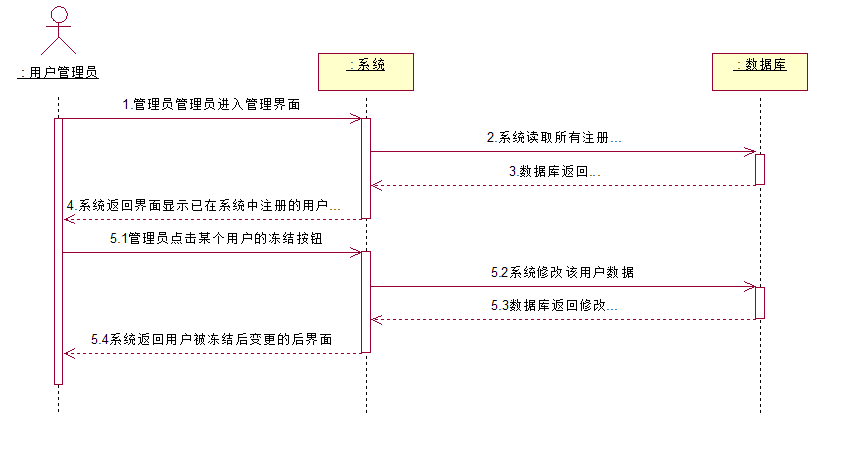 : 用户管理员
: 系统
: 数据库
1.管理员管理员进入管理界面
2.系统读取所有注册...
3.数据库返回...
4.系统返回界面显示已在系统中注册的用户...
5.1管理员点击某个用户的冻结按钮
5.2系统修改该用户数据
5.3数据库返回修改...
5.4系统返回用户被冻结后变更的后界面